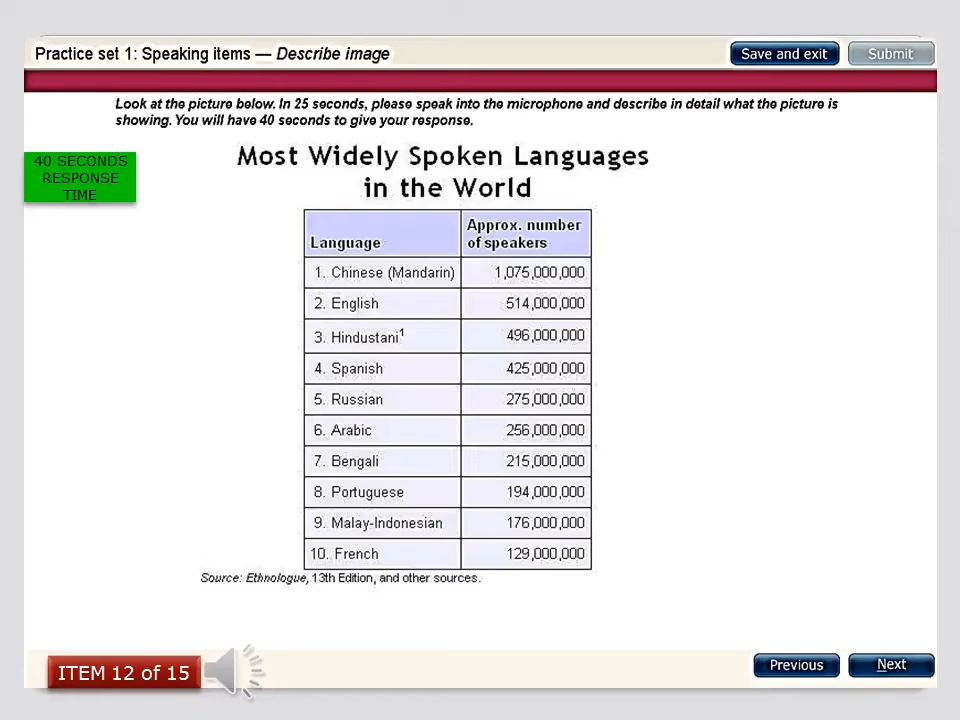 Practice set 1: Speaking items — Describe image
Save and exit
Submit
Look at the picture below. In 25 seconds, please speak into the microphone and describe in detail what the picture is
showing. You will have 40 seconds to give your response.
40 SECONDS
RESPONSE
TIME
Most Widely Spoken Languages
in the World
Language Approx. number
of speakers
1. Chinese (Mandarin) 1,075,000,000
2. English 514,000,000
3. Hindustani¹ 496,000,000
4. Spanish 425,000,000
5. Russian 275,000,000
6. Arabic 256,000,000
7. Bengali 215,000,000
8. Portuguese 194,000,000
9. Malay-Indonesian 176,000,000
10. French 129,000,000
Source: Ethnologue, 13th Edition, and other sources.
ITEM 12 of 15
Previous
Next